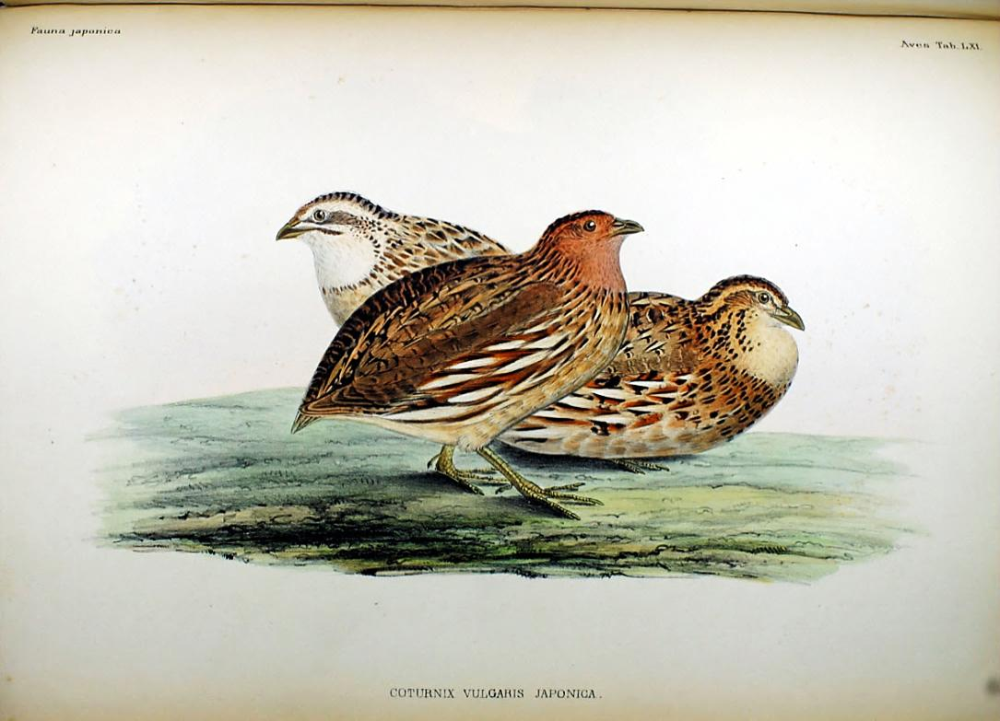 Fauna japonica
Aves Tab. LXI.
COTURNIX VULGARIS JAPONICA.